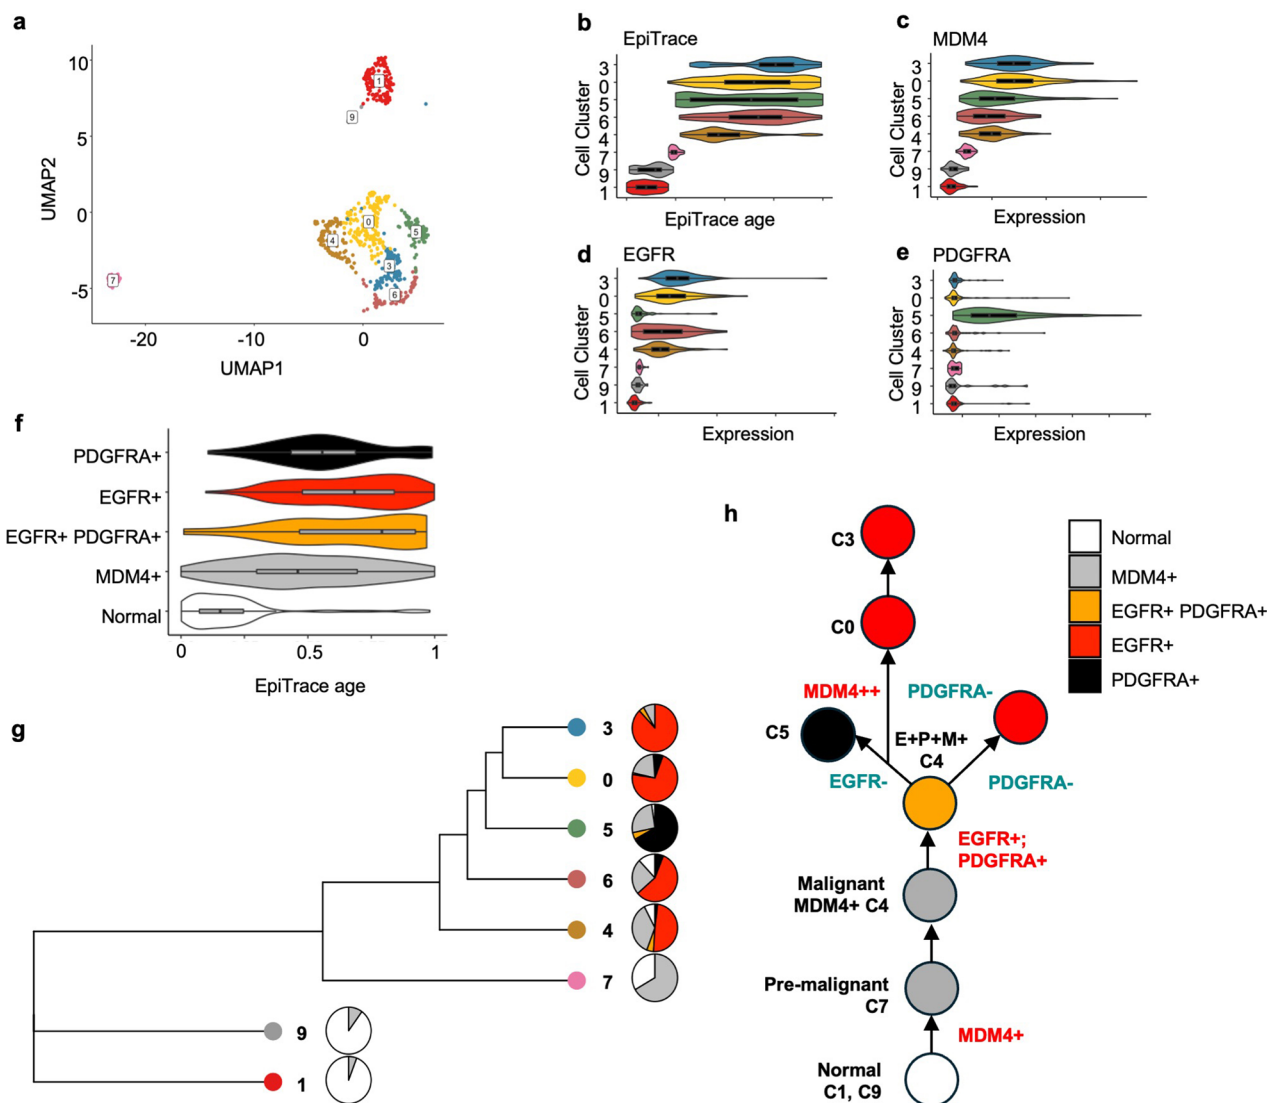 a
10
5
0
-5
UMAP2
-20
-10
0
UMAP1
1
9
0
4
5
3
6
7
b
EpiTrace
Cell Cluster
3
0
5
6
4
7
9
1
EpiTrace age
c
MDM4
Cell Cluster
3
0
5
6
4
7
9
1
Expression
d
EGFR
Cell Cluster
3
0
5
6
4
7
9
1
Expression
e
PDGFRA
Cell Cluster
3
0
5
6
4
7
9
1
Expression
f
PDGFRA+
EGFR+
EGFR+ PDGFRA+
MDM4+
Normal
0
0.5
1
EpiTrace age
g
3
0
5
6
4
7
9
1
h
C3
C0
MDM4++
PDGFRA-
C5
E+P+M+
C4
EGFR-
PDGFRA-
EGFR+;
PDGFRA+
Malignant
MDM4+ C4
Pre-malignant
C7
MDM4+
Normal
C1, C9
Normal
MDM4+
EGFR+ PDGFRA+
EGFR+
PDGFRA+